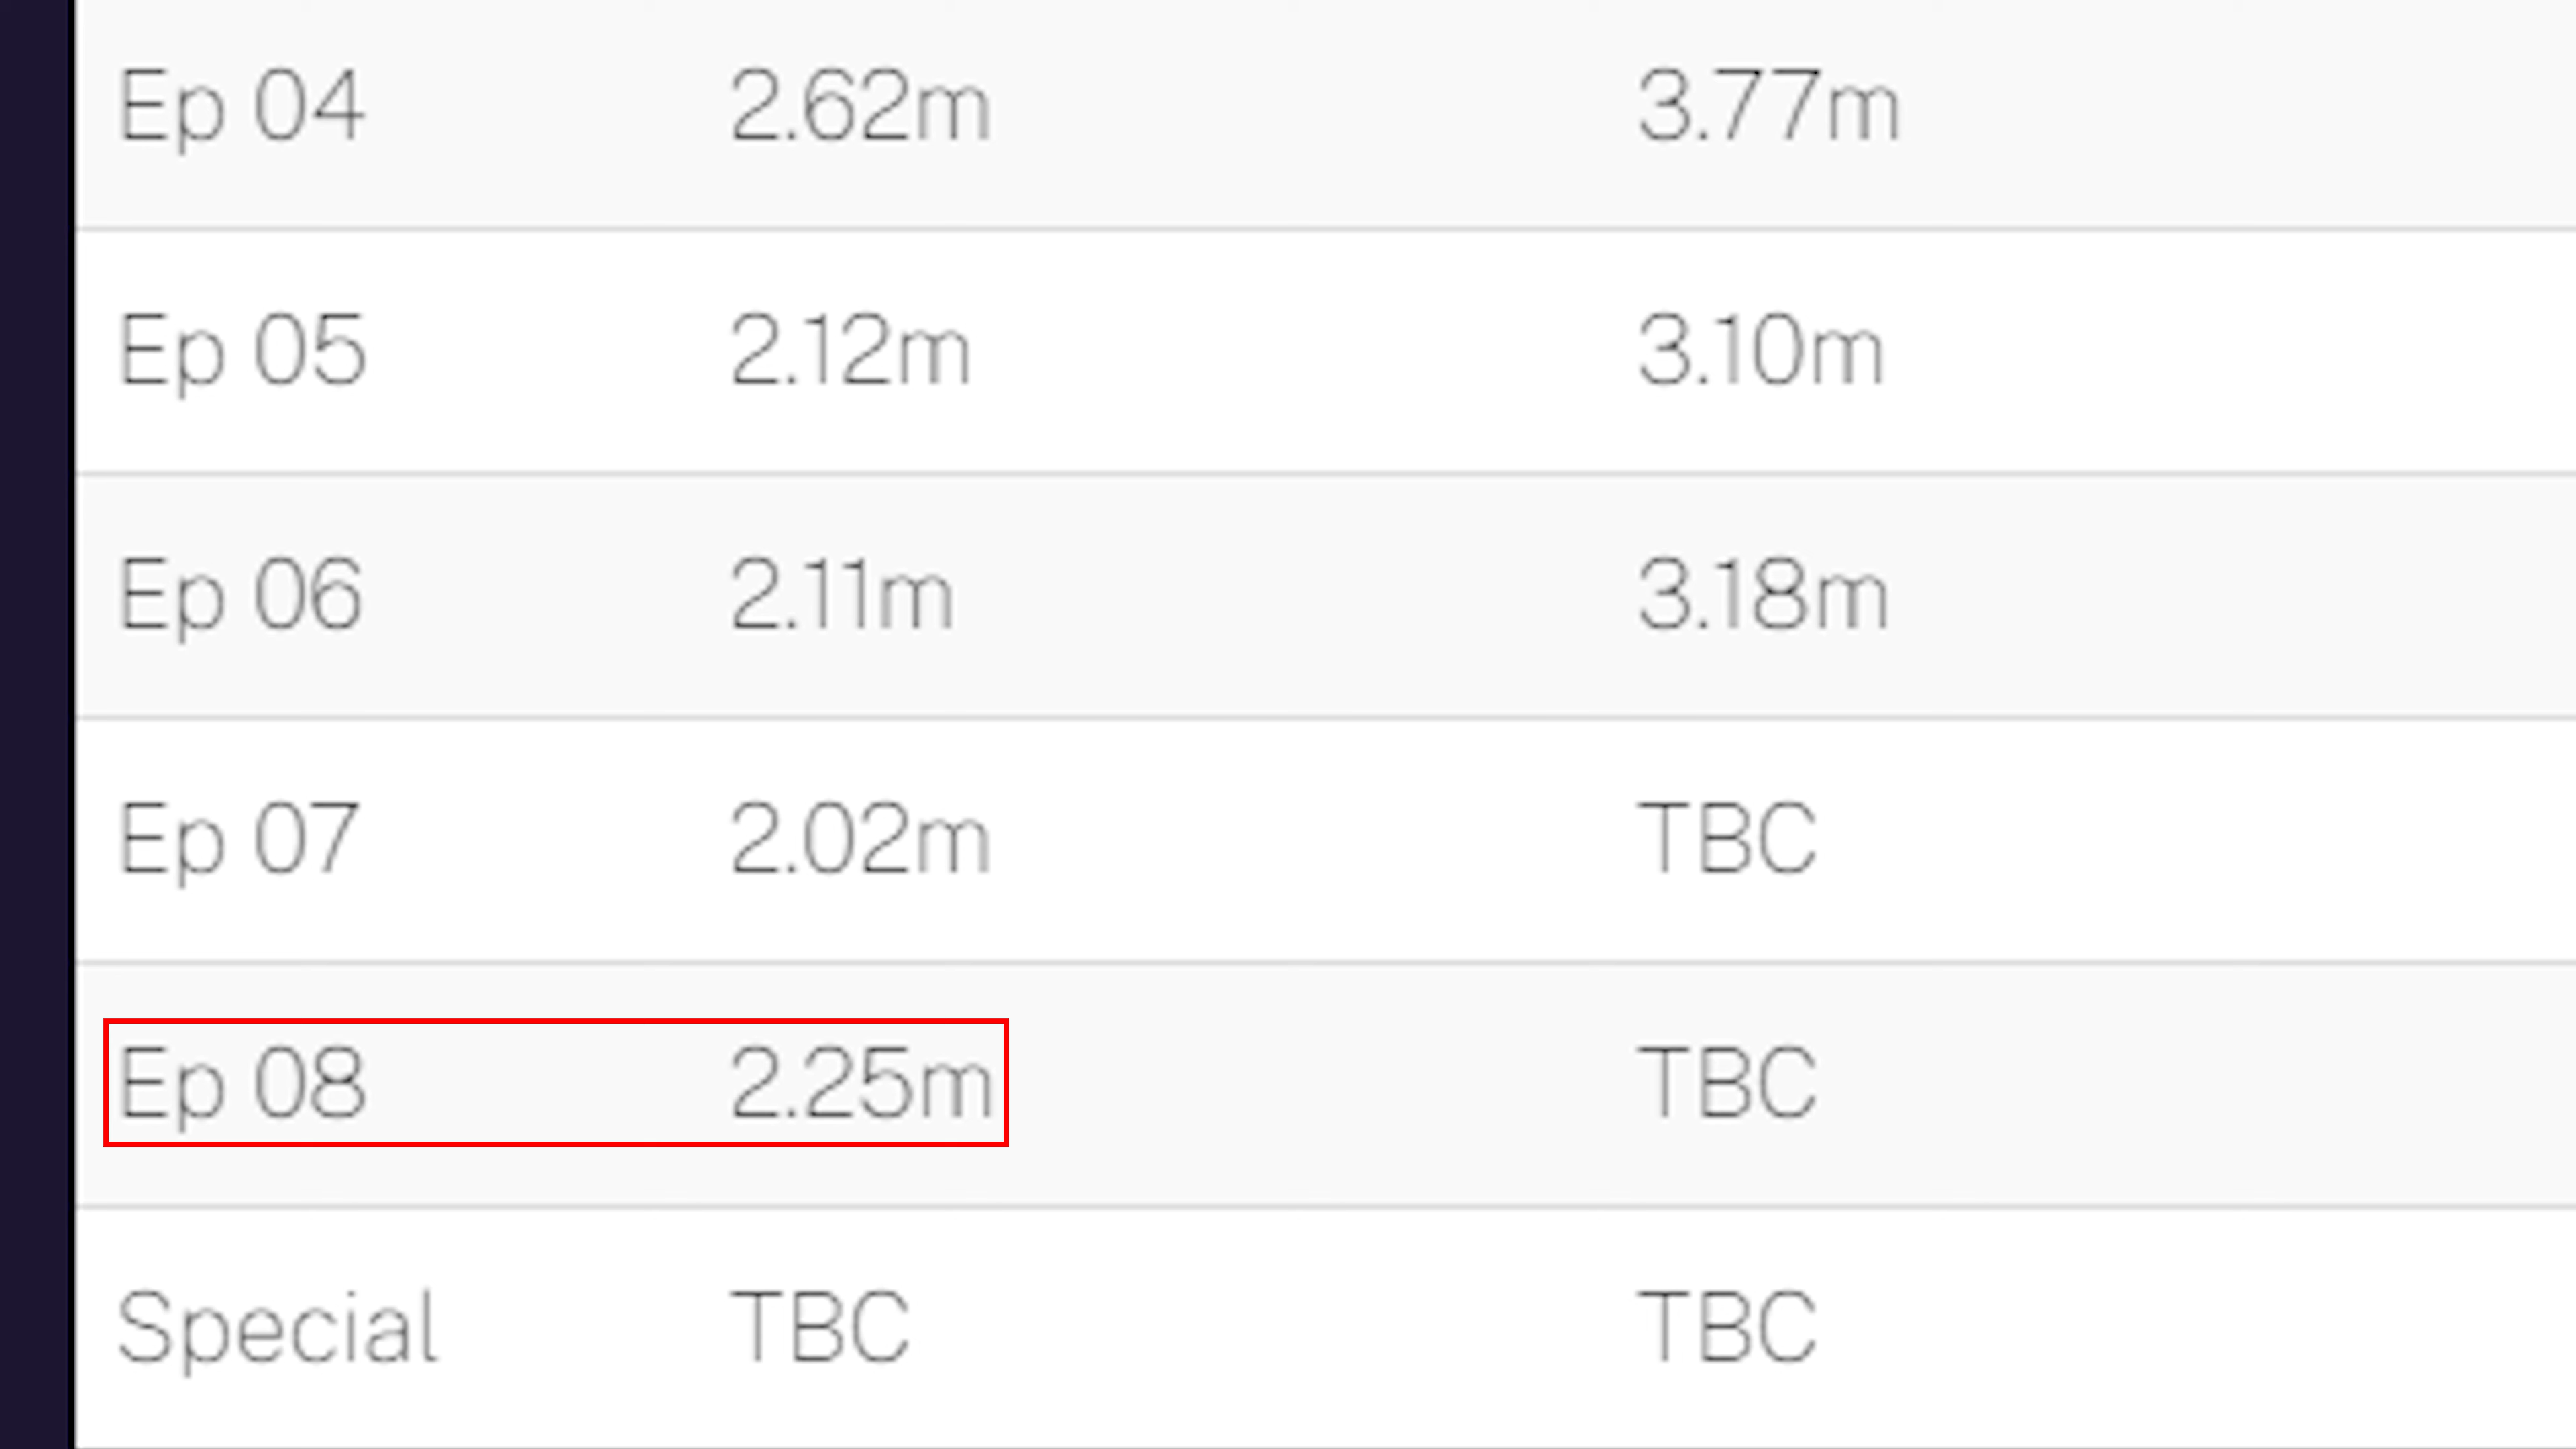 Ep 04 2.62m 3.77m
Ep 05 2.12m 3.10m
Ep 06 2.11m 3.18m
Ep 07 2.02m TBC
Ep 08 2.25m TBC
Special TBC TBC